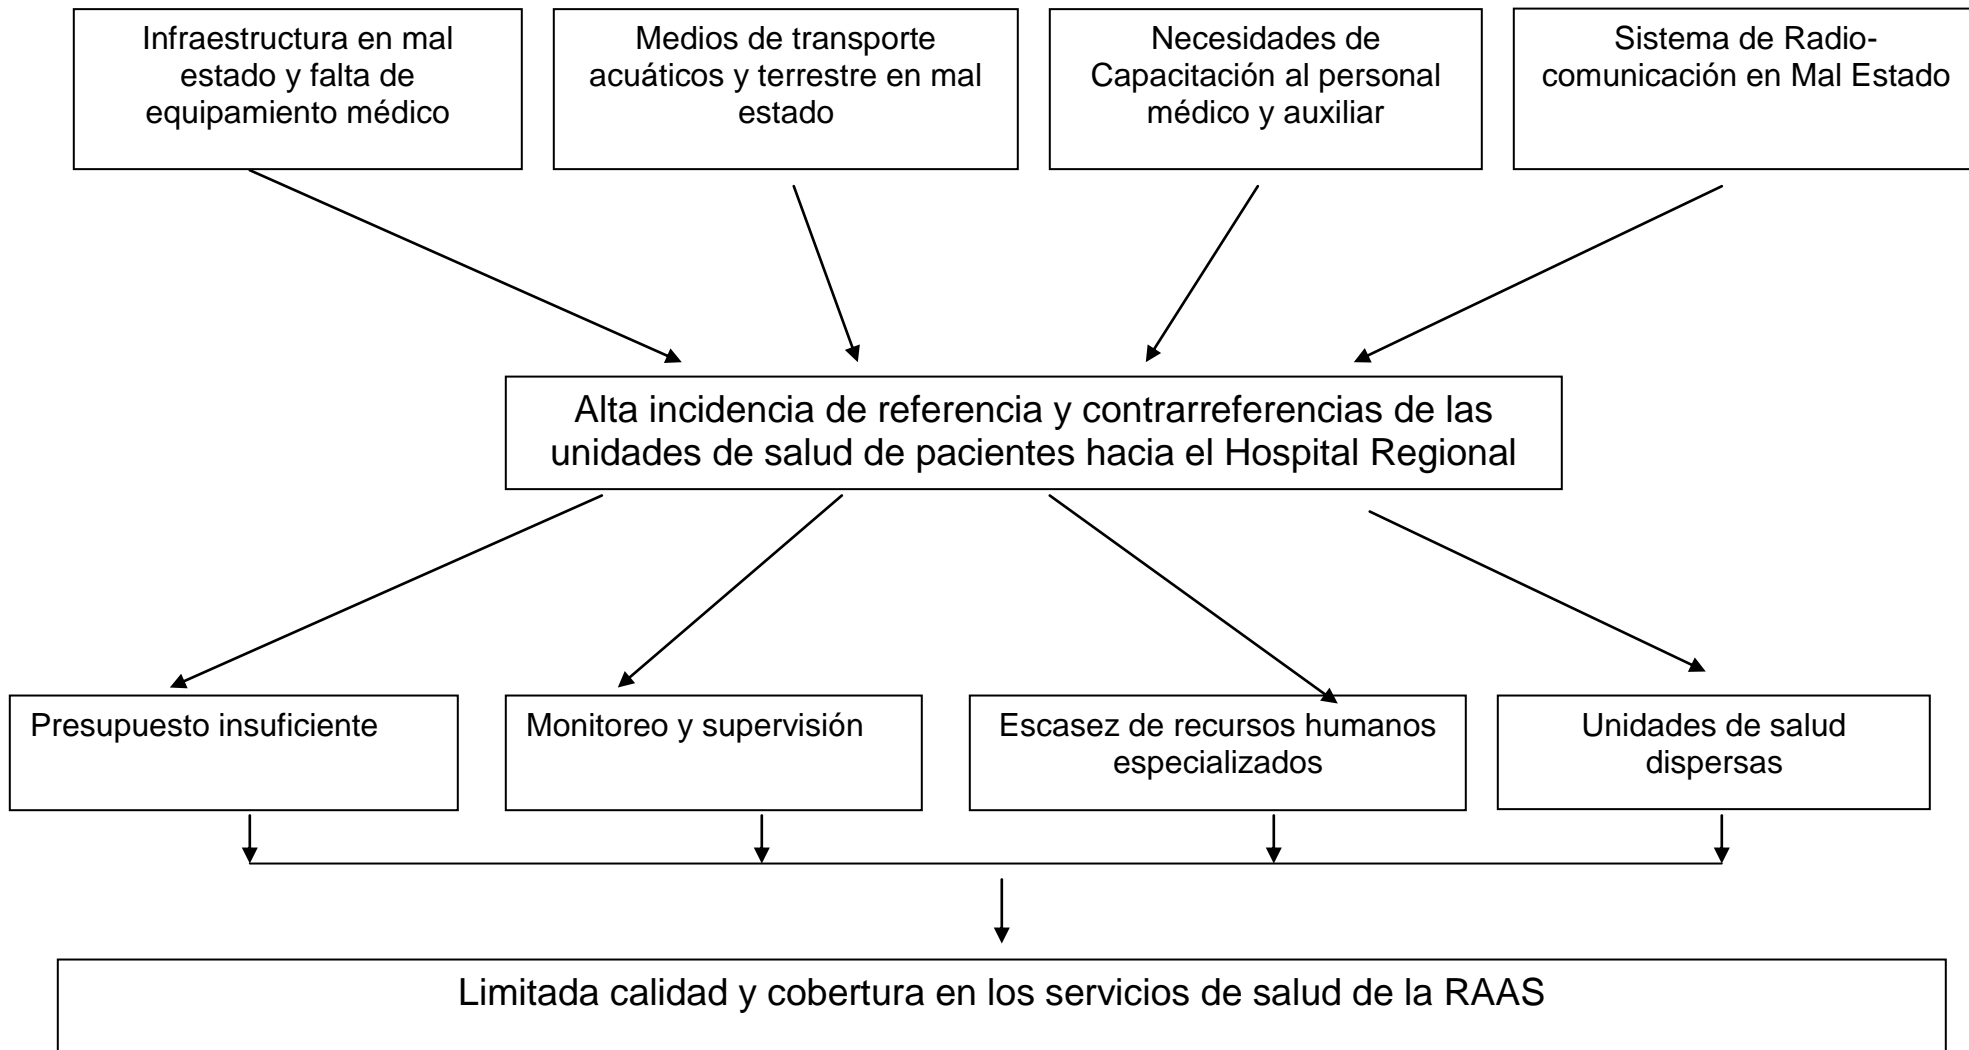 Infraestructura en mal
estado y falta de
equipamiento médico
Medios de transporte
acuáticos y terrestre en mal
estado
Necesidades de
Capacitación al personal
médico y auxiliar
Sistema de Radio-
comunicación en Mal Estado
Alta incidencia de referencia y contrarreferencias de las
unidades de salud de pacientes hacia el Hospital Regional
Presupuesto insuficiente
Monitoreo y supervisión
Escasez de recursos humanos
especializados
Unidades de salud
dispersas
Limitada calidad y cobertura en los servicios de salud de la RAAS